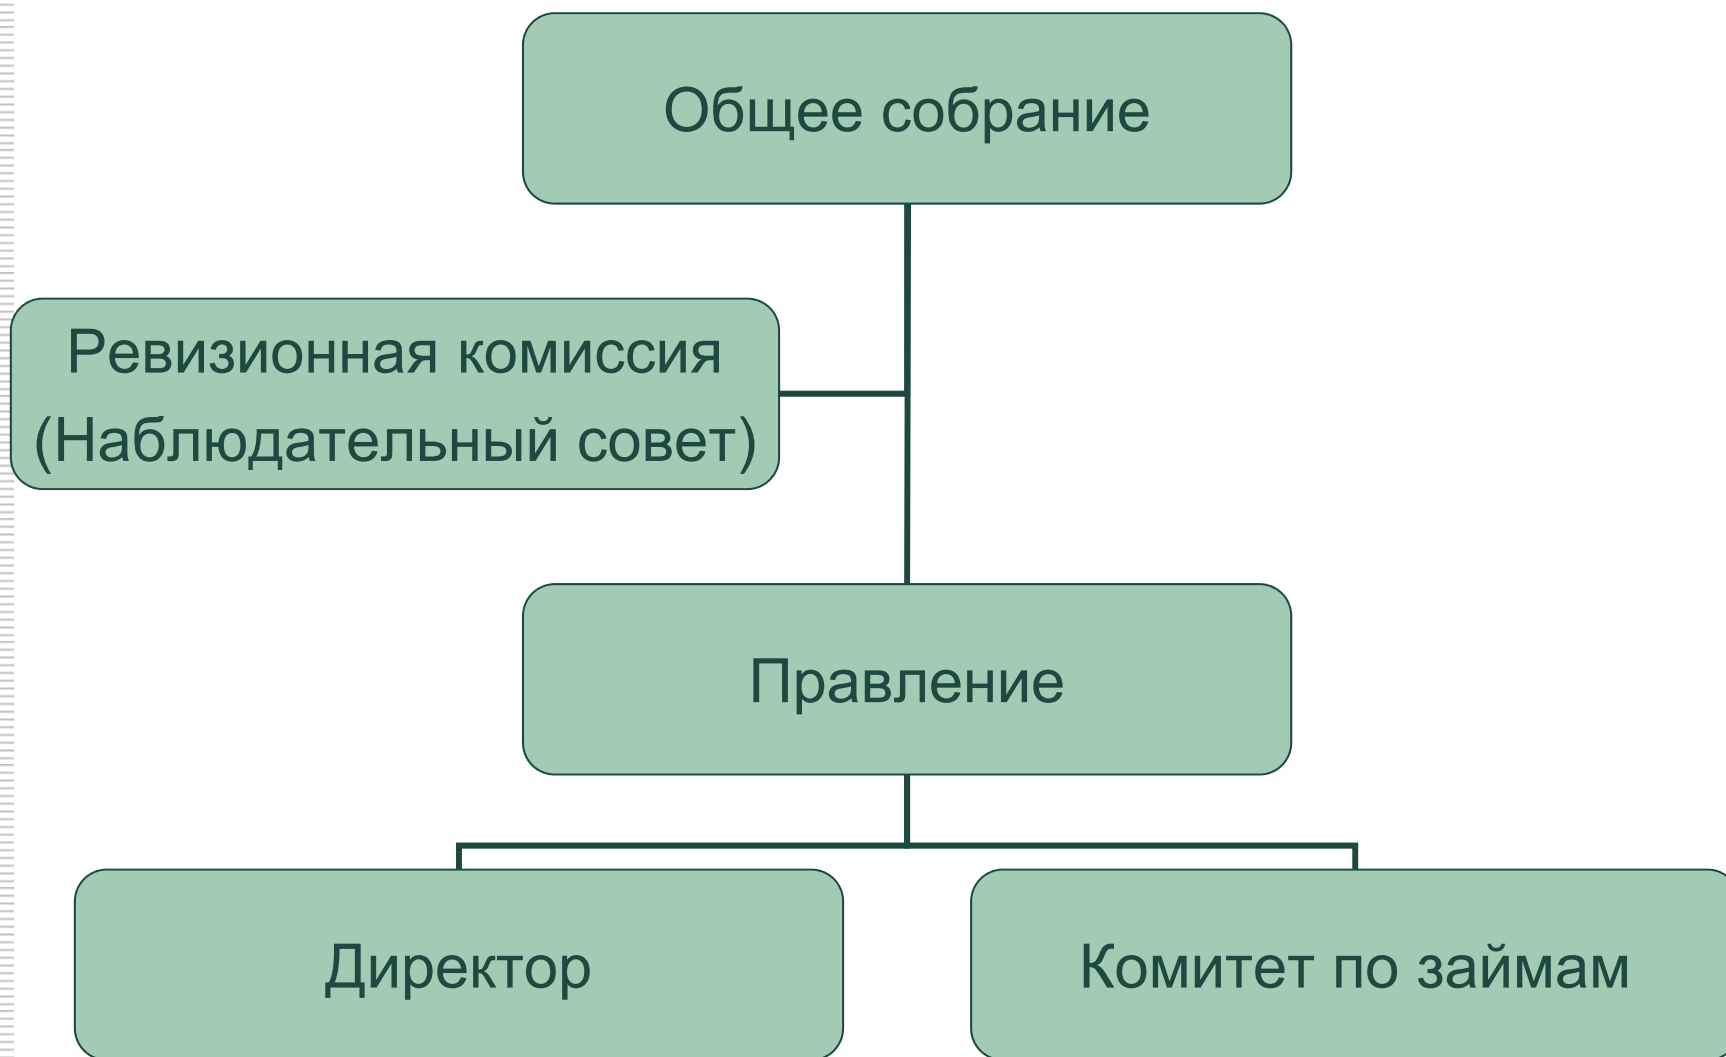 Общее собрание
Ревизионная комиссия
(Наблюдательный совет)
Правление
Директор
Комитет по займам